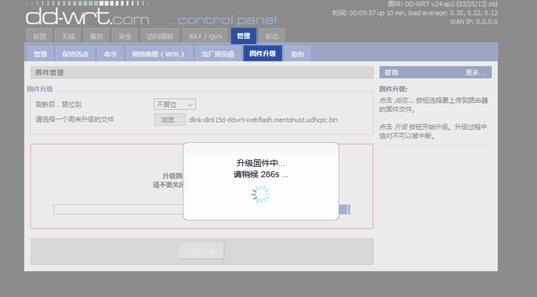 固件: DD-WRT v24-sp2 (03/25/13) std
dd-wrt.com ... control panel
时间: 00:09:57 up 10 min, load average: 0.30, 0.22, 0.12
WAN IP: 0.0.0.0
设置 无线 服务 安全 访问限制 NAT / QoS 管理 状态
管理 保持活动 命令 网络唤醒（WOL） 出厂预设值 固件升级 备份
固件管理
帮助 更多...
固件升级
固件升级:
刷新后，复位到 不复位
点击 浏览... 按钮选择要上传到路由器
的固件文件。
请选择一个用来升级的文件 浏览... dlink-dir615d-ddwrt-webflash.mentohust.udhcpc.bin
点击 升级 按钮开始升级。升级过程中
绝对不可以被中断。
升级固件中...
请稍候 286s ...
升级固
请不要关闭
正在升级